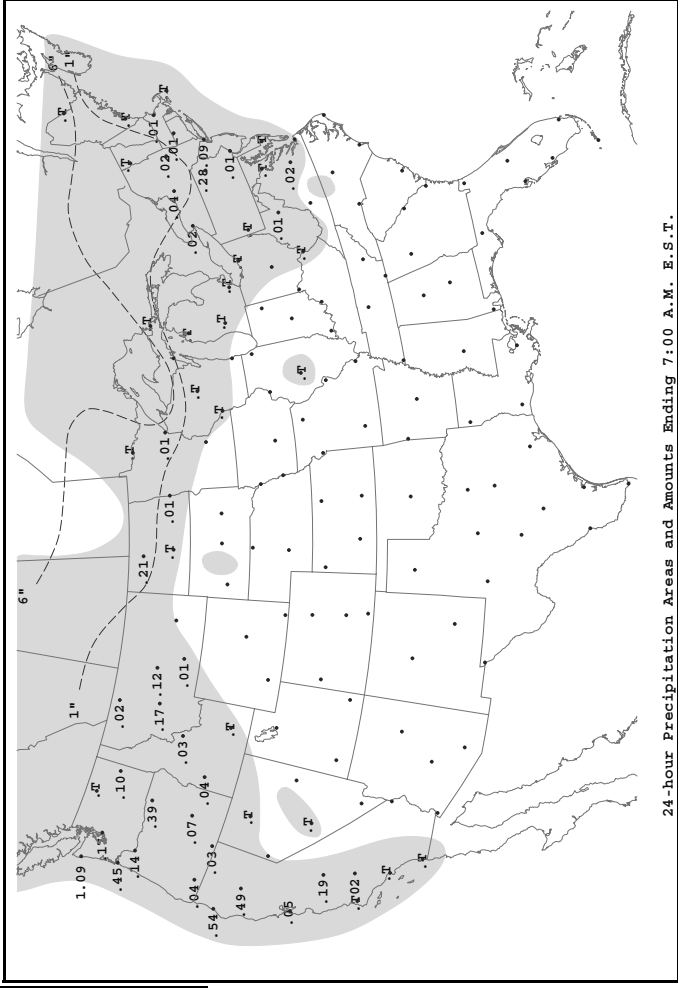 6"
1"
T
T
T
.01
.01
.02
T
.09
.28
.01
T
T
.02
.04
.02
T
.01
T
T
T
T
T
T
T
T
T
T
.01
.01
T
.21
6"
1"
.02
.12
.17
.01
.03
T
T
.10
.04
.39
.07
T
T
1.09
.45
.14
.03
.04
.54
.49
.05
.19
T
.02
T
T
24-hour Precipitation Areas and Amounts Ending 7:00 A.M. E.S.T.